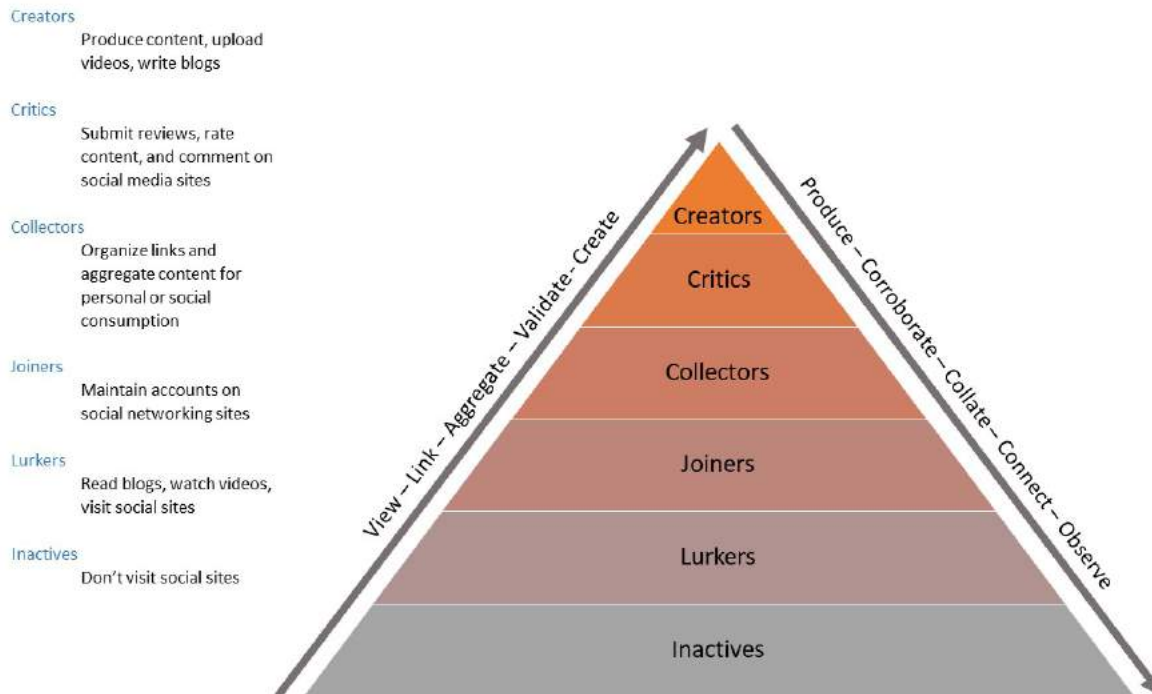 Creators
Produce content, upload
videos, write blogs
Critics
Submit reviews, rate
content, and comment on
social media sites
Collectors
Organize links and
aggregate content for
personal or social
consumption
Joiners
Maintain accounts on
social networking sites
Lurkers
Read blogs, watch videos,
visit social sites
Inactives
Don't visit social sites
View – Link – Aggregate – Validate- Create
Creators
Critics
Collectors
Joiners
Lurkers
Inactives
Produce – Corroborate – Collate – Connect – Observe